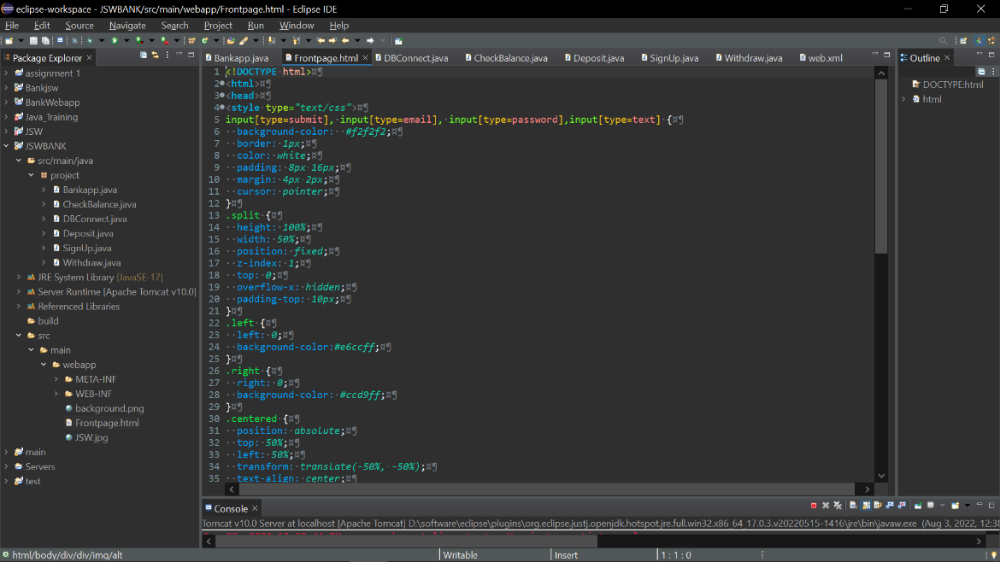 eclipse-workspace - JSWBANK/src/main/webapp/Frontpage.html - Eclipse IDE
File Edit Source Navigate Search Project Run Window Help
Package Explorer
assignment 1
Bankjsw
BankWebapp
Java_Training
JSW
JSWBANK
src/main/java
project
Bankapp.java
CheckBalance.java
DBConnect.java
Deposit.java
SignUp.java
Withdraw.java
JRE System Library [JavaSE-17]
Server Runtime [Apache Tomcat v10.0]
Referenced Libraries
build
src
main
webapp
META-INF
WEB-INF
background.png
Frontpage.html
JSW.jpg
main
Servers
test
Bankapp.java Frontpage.html DBConnect.java CheckBalance.java Deposit.java SignUp.java Withdraw.java web.xml
1 <!DOCTYPE·html>¤¶
2 <html>¤¶
3 <head>¤¶
4 <style·type="text/css">¤¶
5 input[type=submit],·input[type=email],·input[type=password],input[type=text]·{¤¶
6 ··background-color:··#f2f2f2;¤¶
7 ··border:·1px;¤¶
8 ··color:·white;¤¶
9 ··padding:·8px·16px;¤¶
10 ··margin:·4px·2px;¤¶
11 ··cursor:·pointer;¤¶
12 }¤¶
13 .split·{¤¶
14 ··height:·100%;¤¶
15 ··width:·50%;¤¶
16 ··position:·fixed;¤¶
17 ··z-index:·1;¤¶
18 ··top:·0;¤¶
19 ··overflow-x:·hidden;¤¶
20 ··padding-top:·10px;¤¶
21 }¤¶
22 .left·{¤¶
23 ··left:·0;¤¶
24 ··background-color:#e6ccff;¤¶
25 }¤¶
26 .right·{¤¶
27 ··right:·0;¤¶
28 ··background-color:·#ccd9ff;¤¶
29 }¤¶
30 .centered·{¤¶
31 ··position:·absolute;¤¶
32 ··top:·50%;¤¶
33 ··left:·50%;¤¶
34 ··transform:·translate(-50%,·-50%);¤¶
35 ··text-align:·center;¤¶
Outline
DOCTYPE:html
html
Console
Tomcat v10.0 Server at localhost [Apache Tomcat] D:\software\eclipse\plugins\org.eclipse.justj.openjdk.hotspot.jre.full.win32.x86_64_17.0.3.v20220515-1416\jre\bin\javaw.exe (Aug 3, 2022, 12:38
html/body/div/div/img/alt Writable Insert 1 : 1 : 0